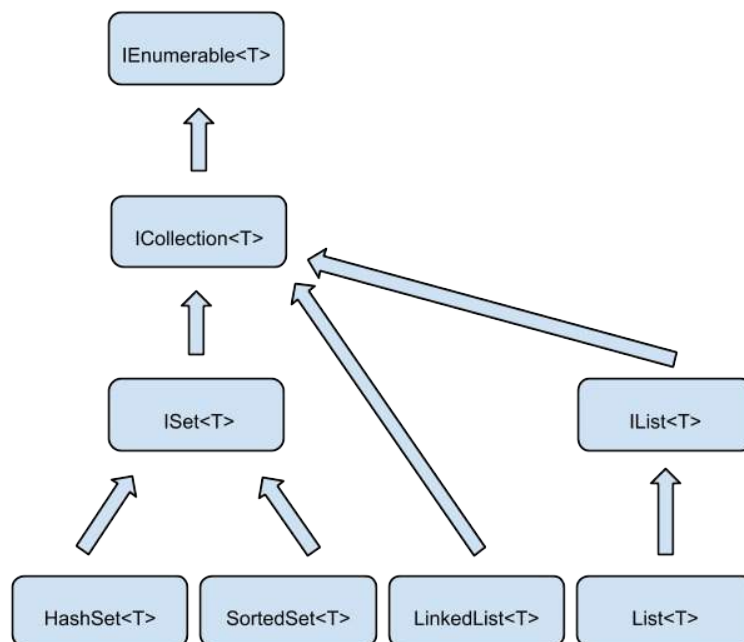 IEnumerable<T>
ICollection<T>
ISet<T>
IList<T>
HashSet<T>
SortedSet<T>
LinkedList<T>
List<T>